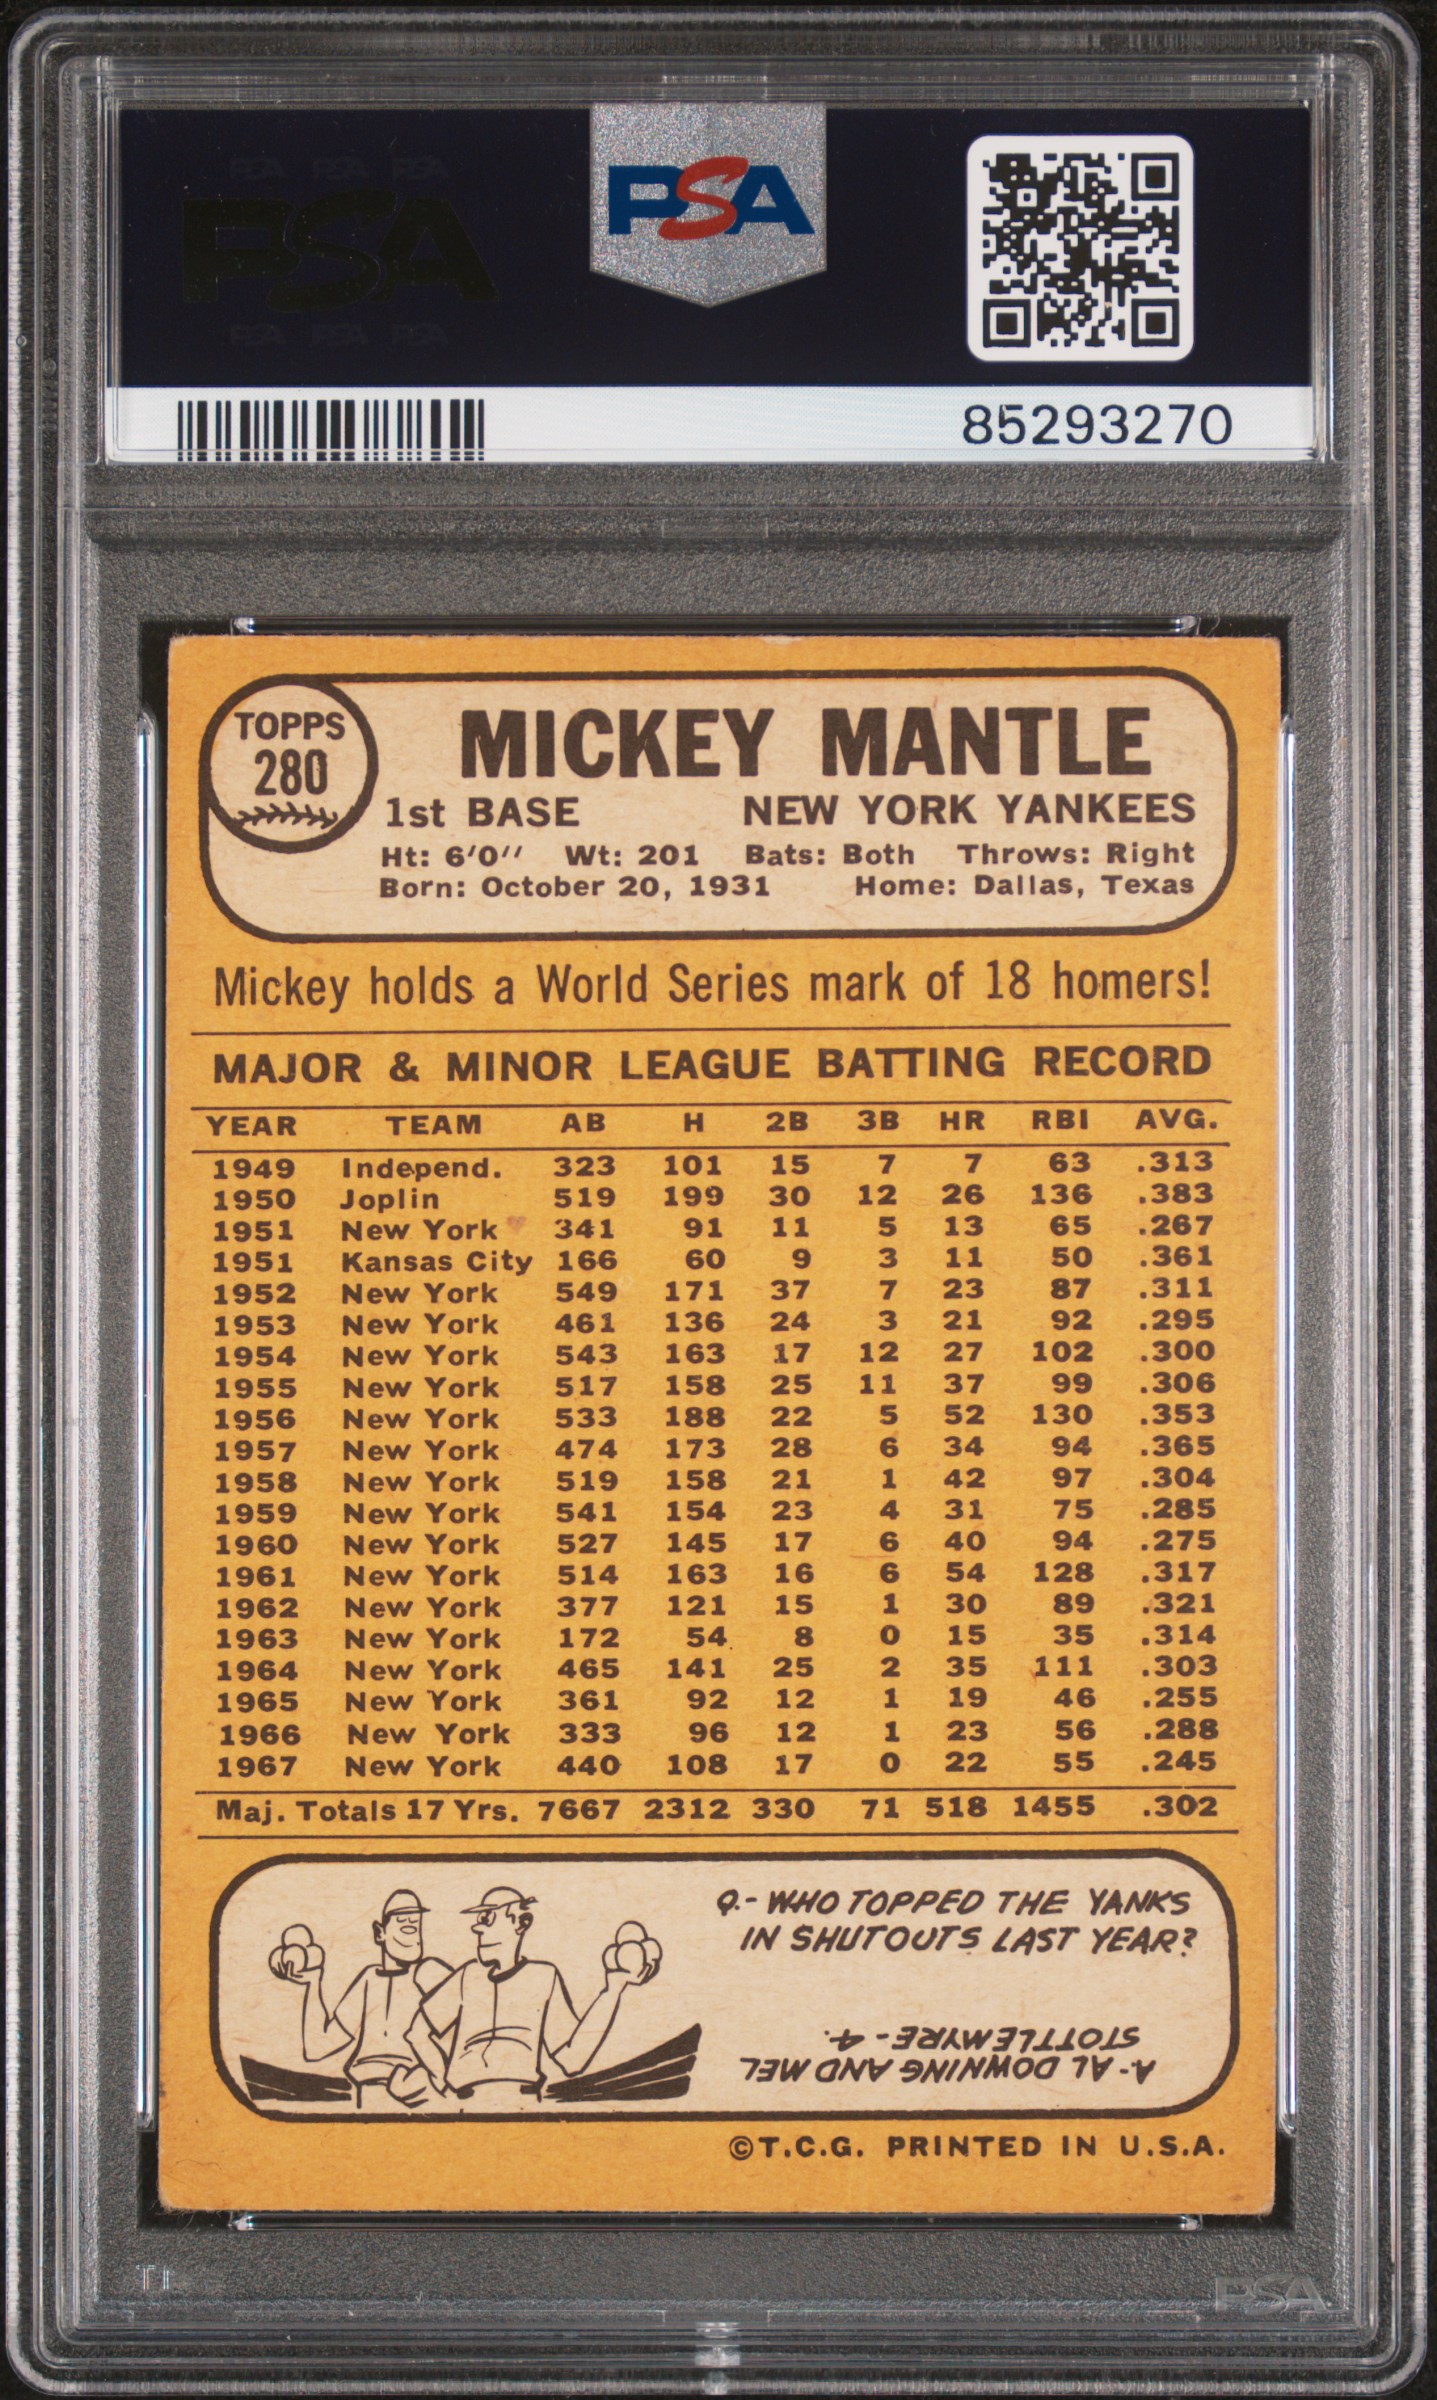 PSA PSA PSA
PSA
PSA PSA PSA
PSA
85293270
TOPPS
280
MICKEY MANTLE
1st BASE NEW YORK YANKEES
Ht: 6'0'' Wt: 201 Bats: Both Throws: Right
Born: October 20, 1931 Home: Dallas, Texas
Mickey holds a World Series mark of 18 homers!
MAJOR & MINOR LEAGUE BATTING RECORD
YEAR TEAM AB H 2B 3B HR RBI AVG.
1949 Independ. 323 101 15 7 7 63 .313
1950 Joplin 519 199 30 12 26 136 .383
1951 New York 341 91 11 5 13 65 .267
1951 Kansas City 166 60 9 3 11 50 .361
1952 New York 549 171 37 7 23 87 .311
1953 New York 461 136 24 3 21 92 .295
1954 New York 543 163 17 12 27 102 .300
1955 New York 517 158 25 11 37 99 .306
1956 New York 533 188 22 5 52 130 .353
1957 New York 474 173 28 6 34 94 .365
1958 New York 519 158 21 1 42 97 .304
1959 New York 541 154 23 4 31 75 .285
1960 New York 527 145 17 6 40 94 .275
1961 New York 514 163 16 6 54 128 .317
1962 New York 377 121 15 1 30 89 .321
1963 New York 172 54 8 0 15 35 .314
1964 New York 465 141 25 2 35 111 .303
1965 New York 361 92 12 1 19 46 .255
1966 New York 333 96 12 1 23 56 .288
1967 New York 440 108 17 0 22 55 .245
Maj. Totals 17 Yrs. 7667 2312 330 71 518 1455 .302
Q.- WHO TOPPED THE YANKS
IN SHUTOUTS LAST YEAR?
A.- AL DOWNING AND MEL
STOTTLEMYRE - 4.
©T.C.G. PRINTED IN U.S.A.
PSA